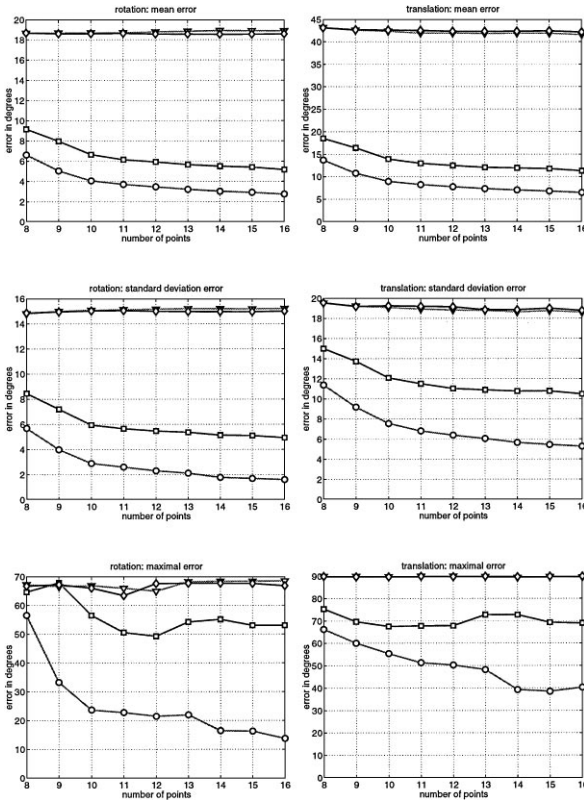 rotation: mean error
20
18
16
14
12
10
8
6
4
2
0
error in degrees
8 9 10 11 12 13 14 15 16
number of points
translation: mean error
45
40
35
30
25
20
15
10
5
0
error in degrees
8 9 10 11 12 13 14 15 16
number of points
rotation: standard deviation error
16
14
12
10
8
6
4
2
0
error in degrees
8 9 10 11 12 13 14 15 16
number of points
translation: standard deviation error
20
18
16
14
12
10
8
6
4
2
0
error in degrees
8 9 10 11 12 13 14 15 16
number of points
rotation: maximal error
70
60
50
40
30
20
10
0
error in degrees
8 9 10 11 12 13 14 15 16
number of points
translation: maximal error
90
80
70
60
50
40
30
20
10
0
error in degrees
8 9 10 11 12 13 14 15 16
number of points